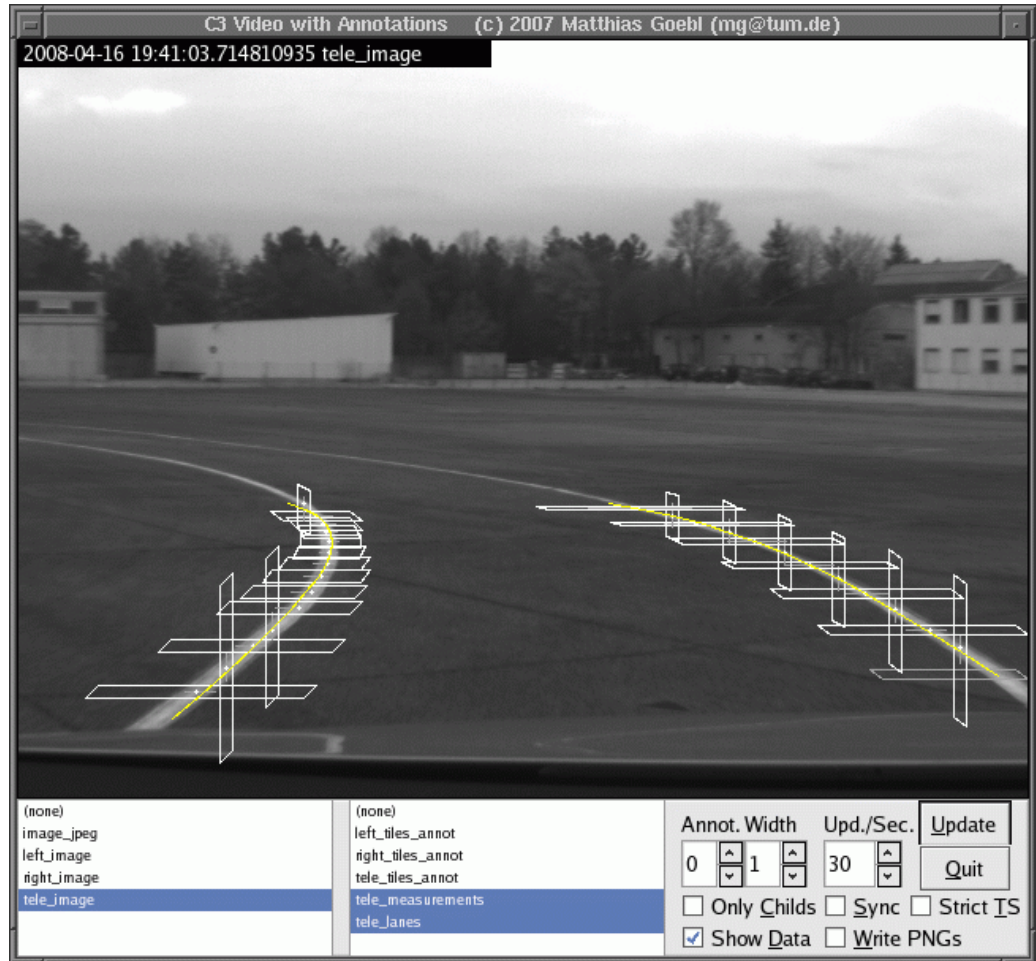 C3 Video with Annotations (c) 2007 Matthias Goebl (mg@tum.de)
2008-04-16 19:41:03.714810935 tele_image
(none)
image_jpeg
left_image
right_image
tele_image
(none)
left_tiles_annot
right_tiles_annot
tele_tiles_annot
tele_measurements
tele_lanes
Annot. Width Upd./Sec. Update
0 1 30 Quit
Only Childs Sync Strict TS
Show Data Write PNGs